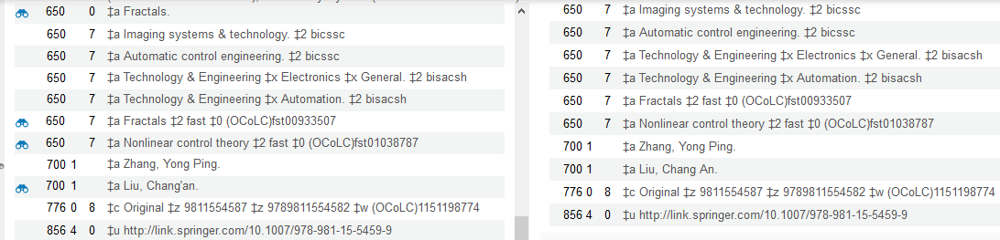 650 0 ‡a Fractals.
650 7 ‡a Imaging systems & technology. ‡2 bicssc
650 7 ‡a Automatic control engineering. ‡2 bicssc
650 7 ‡a Technology & Engineering ‡x Electronics ‡x General. ‡2 bisacsh
650 7 ‡a Technology & Engineering ‡x Automation. ‡2 bisacsh
650 7 ‡a Fractals ‡2 fast ‡0 (OCoLC)fst00933507
650 7 ‡a Nonlinear control theory ‡2 fast ‡0 (OCoLC)fst01038787
700 1 ‡a Zhang, Yong Ping.
700 1 ‡a Liu, Chang'an.
776 0 8 ‡c Original ‡z 9811554587 ‡z 9789811554582 ‡w (OCoLC)1151198774
856 4 0 ‡u http://link.springer.com/10.1007/978-981-15-5459-9
650 7 ‡a Imaging systems & technology. ‡2 bicssc
650 7 ‡a Automatic control engineering. ‡2 bicssc
650 7 ‡a Technology & Engineering ‡x Electronics ‡x General. ‡2 bisacsh
650 7 ‡a Technology & Engineering ‡x Automation. ‡2 bisacsh
650 7 ‡a Fractals ‡2 fast ‡0 (OCoLC)fst00933507
650 7 ‡a Nonlinear control theory ‡2 fast ‡0 (OCoLC)fst01038787
700 1 ‡a Zhang, Yong Ping.
700 1 ‡a Liu, Chang An.
776 0 8 ‡c Original ‡z 9811554587 ‡z 9789811554582 ‡w (OCoLC)1151198774
856 4 0 ‡u http://link.springer.com/10.1007/978-981-15-5459-9